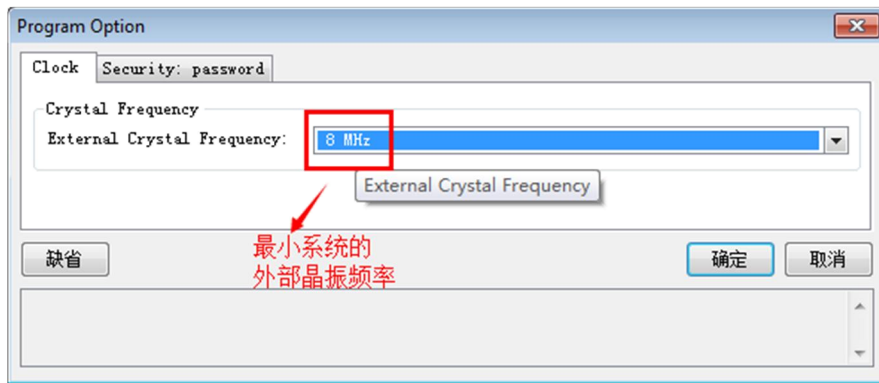 Program Option
Clock
Security: password
Crystal Frequency
External Crystal Frequency:
8 MHz
External Crystal Frequency
最小系统的
外部晶振频率
缺省
确定
取消